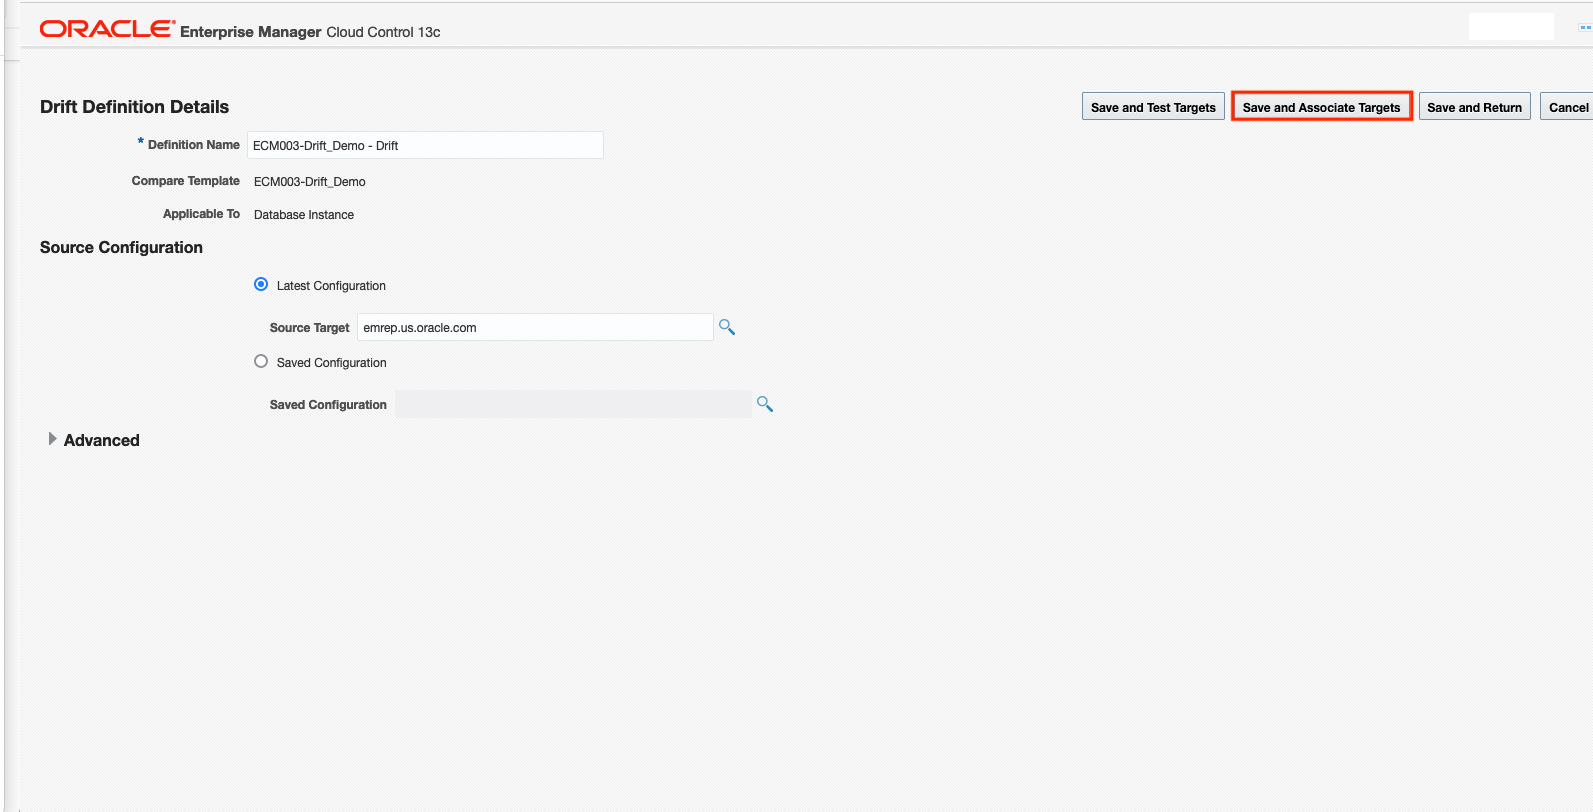 ORACLE® Enterprise Manager Cloud Control 13c
Drift Definition Details
Save and Test Targets Save and Associate Targets Save and Return Cancel
* Definition Name ECM003-Drift_Demo - Drift
Compare Template ECM003-Drift_Demo
Applicable To Database Instance
Source Configuration
Latest Configuration
Source Target emrep.us.oracle.com
Saved Configuration
Saved Configuration
Advanced